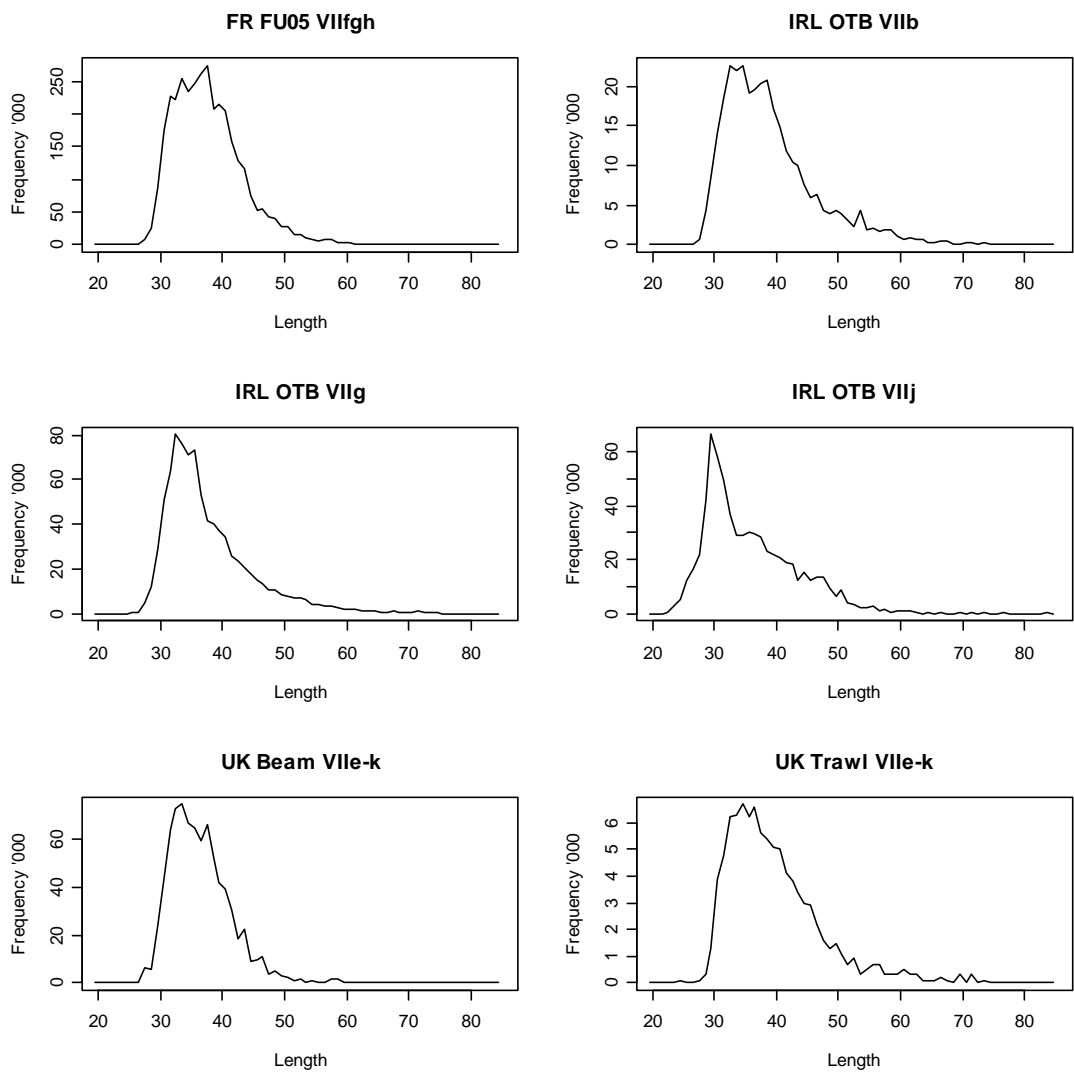 FR FU05 VIIfgh
Frequency '000
250
150
50
0
20 30 40 50 60 70 80
Length
IRL OTB VIIb
Frequency '000
20
15
10
5
0
20 30 40 50 60 70 80
Length
IRL OTB VIIg
Frequency '000
80
60
40
20
0
20 30 40 50 60 70 80
Length
IRL OTB VIIj
Frequency '000
60
40
20
0
20 30 40 50 60 70 80
Length
UK Beam VIIe-k
Frequency '000
60
20
0
20 30 40 50 60 70 80
Length
UK Trawl VIIe-k
Frequency '000
6
5
4
3
2
1
0
20 30 40 50 60 70 80
Length